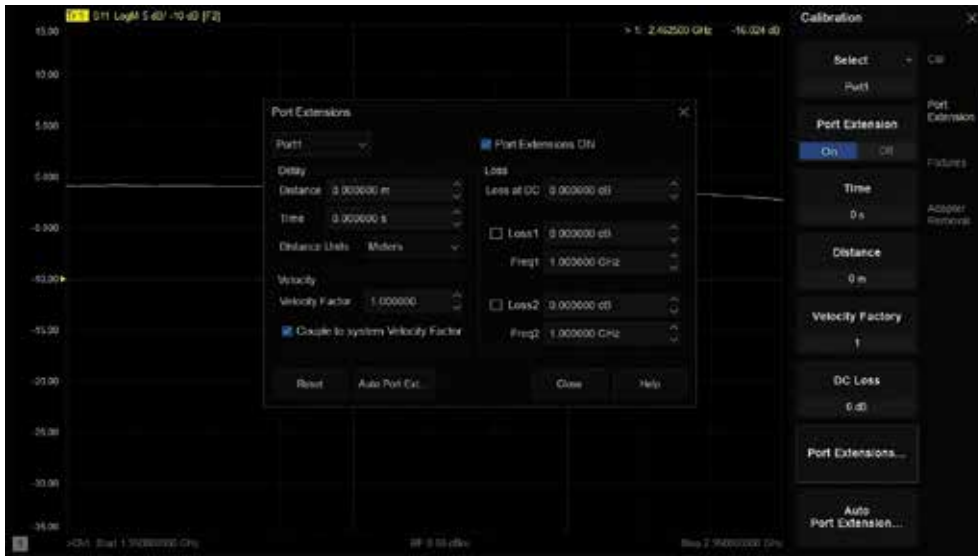 Tr 1 S11 LogM 5 dB/ -10 dB [F2]
> 1: 2.462500 GHz -16.024 dB
15.00
10.00
5.000
0.000
-10.00
-15.00
-20.00
-25.00
-30.00
-35.00
Port Extensions
Port1
Port Extensions ON
Delay
Distance 0.000000 m
Time 0.000000 s
Distance Units Meters
Velocity
Velocity Factor 1.000000
Couple to system Velocity Factor
Loss
Loss at DC 0.000000 dB
Loss1 0.000000 dB
Freq1 1.000000 GHz
Loss2 0.000000 dB
Freq2 1.000000 GHz
Reset
Auto Port Ext...
Close
Help
Calibration
Select
Port1
Port Extension
On Off
Time
0 s
Distance
0 m
Velocity Factory
1
DC Loss
0 dB
Port Extensions...
Auto
Port Extension...
Cal
Port
Extension
Fixtures
Adapter
Removal
1
>Ch1: Start